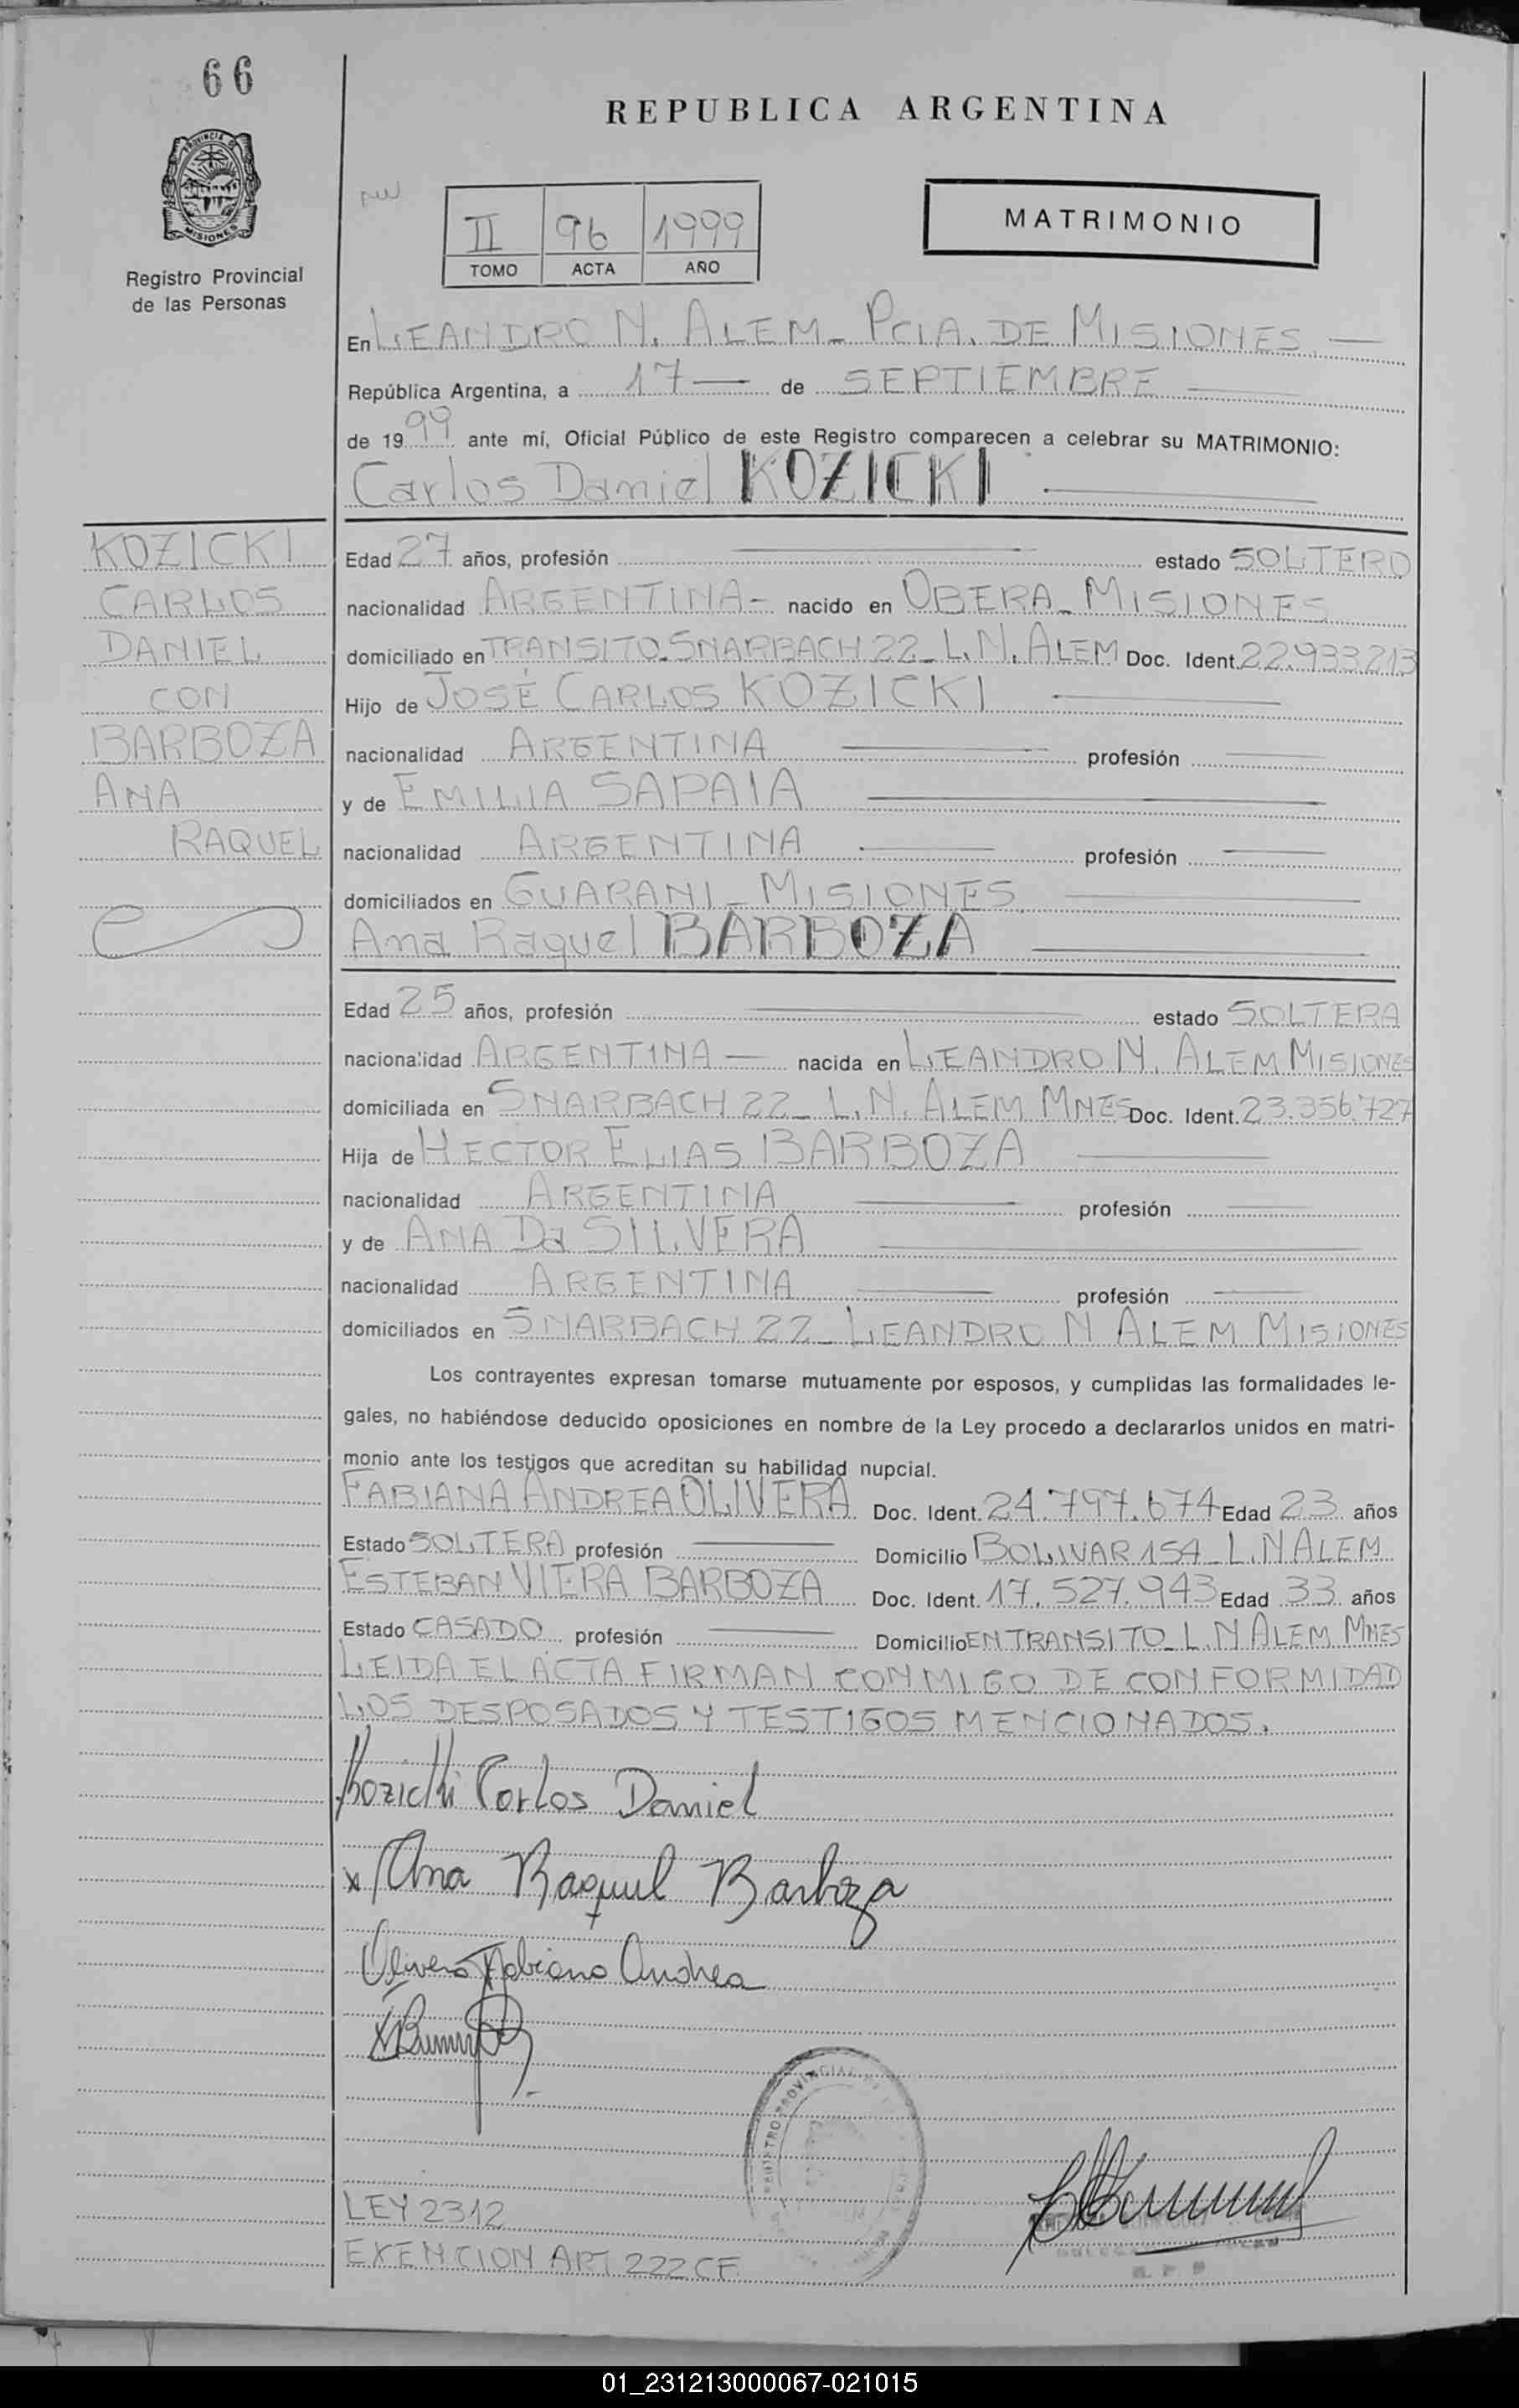 66
REPUBLICA ARGENTINA
PROVINCIA DE
MISIONES
Registro Provincial
de las Personas
II 96 1999
TOMO ACTA AÑO
MATRIMONIO
En LEANDRO N. ALEM - PCIA. DE MISIONES
República Argentina, a 17 de SEPTIEMBRE
de 1999 ante mí, Oficial Público de este Registro comparecen a celebrar su MATRIMONIO:
Carlos Daniel KOZICKI
KOZICKI
CARLOS
DANIEL
CON
BARBOZA
ANA
RAQUEL
Edad 27 años, profesión estado SOLTERO
nacionalidad ARGENTINA - nacido en OBERA - MISIONES
domiciliado en TRANSITO SNARBACH 22 - L.N. ALEM Doc. Ident. 22.933.213
Hijo de JOSÉ CARLOS KOZICKI
nacionalidad ARGENTINA profesión
y de EMILIA SAPAIA
nacionalidad ARGENTINA profesión
domiciliados en GUARANI - MISIONES
Ana Raquel BARBOZA
Edad 25 años, profesión estado SOLTERA
nacionalidad ARGENTINA nacida en LEANDRO N. ALEM MISIONES
domiciliada en SNARBACH 22 - L.N. ALEM MNES Doc. Ident. 23.356.727
Hija de HECTOR ELIAS BARBOZA
nacionalidad ARGENTINA profesión
y de ANA Da SILVERA
nacionalidad ARGENTINA profesión
domiciliados en SNARBACH 22 - LEANDRO N ALEM MISIONES
Los contrayentes expresan tomarse mutuamente por esposos, y cumplidas las formalidades le-
gales, no habiéndose deducido oposiciones en nombre de la Ley procedo a declararlos unidos en matri-
monio ante los testigos que acreditan su habilidad nupcial.
FABIANA ANDREA OLIVERA Doc. Ident. 24.797.674 Edad 23 años
Estado SOLTERA profesión Domicilio BOLIVAR 154 - L.N ALEM
ESTEBAN VIERA BARBOZA Doc. Ident. 17.527.943 Edad 33 años
Estado CASADO profesión Domicilio EN TRANSITO - L.N ALEM MNES
LEIDA EL ACTA FIRMAN CONMIGO DE CONFORMIDAD
LOS DESPOSADOS Y TESTIGOS MENCIONADOS.
Kozicki Carlos Daniel
x Ana Raquel Barboza
Olivera Fabiana Andrea
LEY 2312
EXENCION ART 222 CF
01_231213000067-021015